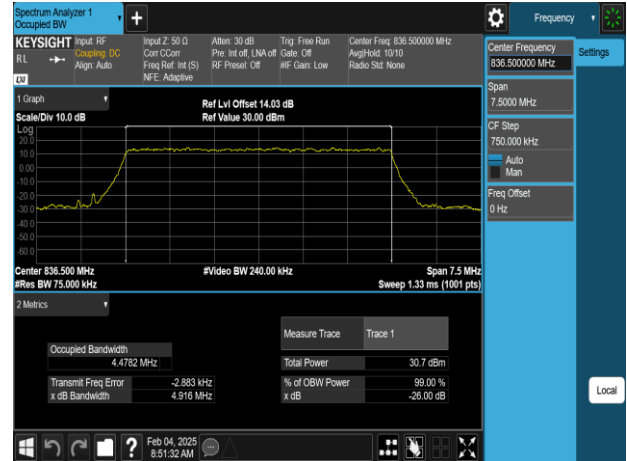 Spectrum Analyzer 1
Occupied BW
Frequency
KEYSIGHT
Input: RF
Coupling: DC
Align: Auto
Input Z: 50 Ω
Corr CCorr
Freq Ref: Int (S)
NFE: Adaptive
Atten: 30 dB
Pre: Int off, LNA off
RF Preset: Off
Trig: Free Run
Gate: Off
#IF Gain: Low
Center Freq: 836.500000 MHz
Avg|Hold: 10/10
Radio Std: None
RL
LXI
Center Frequency
836.500000 MHz
Settings
Span
7.5000 MHz
CF Step
750.000 kHz
Auto
Man
Freq Offset
0 Hz
Local
1 Graph
Scale/Div 10.0 dB
Ref Lvl Offset 14.03 dB
Ref Value 30.00 dBm
Log
20.0
10.0
0.00
-10.0
-20.0
-30.0
-40.0
-50.0
-60.0
Center 836.500 MHz
#Res BW 75.000 kHz
#Video BW 240.00 kHz
Span 7.5 MHz
Sweep 1.33 ms (1001 pts)
2 Metrics
Measure Trace
Trace 1
Occupied Bandwidth
4.4782 MHz
Total Power
30.7 dBm
Transmit Freq Error
-2.883 kHz
% of OBW Power
99.00 %
x dB Bandwidth
4.916 MHz
x dB
-26.00 dB
Feb 04, 2025
8:51:32 AM